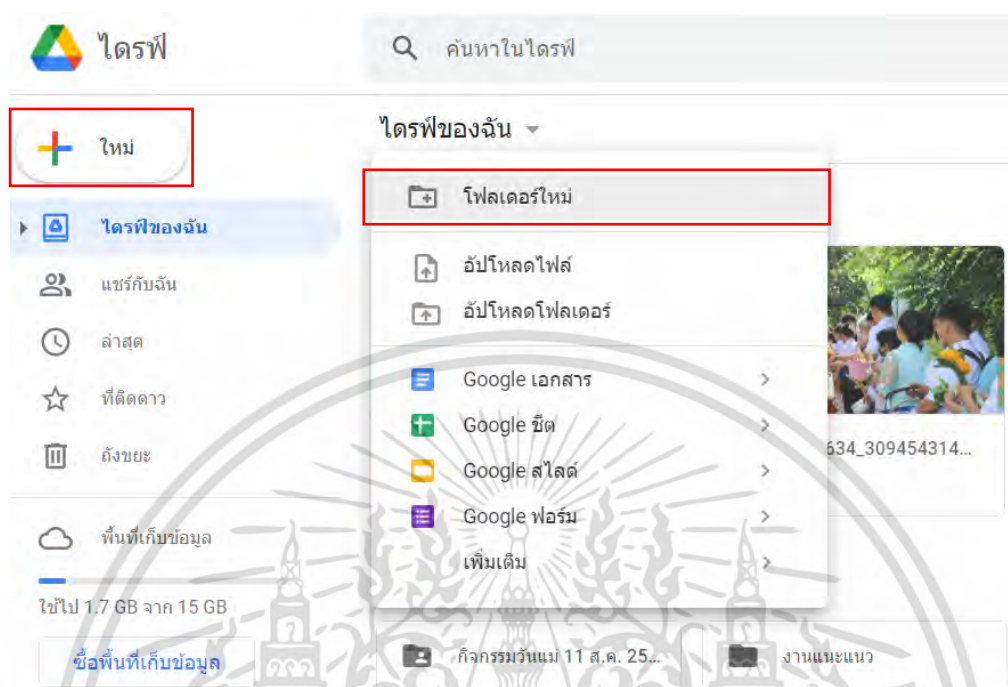 ไดรฟ์
ค้นหาในไดรฟ์
ใหม่
ไดรฟ์ของฉัน
โฟลเดอร์ใหม่
ไดรฟ์ของฉัน
อัปโหลดไฟล์
แชร์กับฉัน
อัปโหลดโฟลเดอร์
ล่าสุด
Google เอกสาร
ที่ติดดาว
Google ชีต
634_309454314...
ถังขยะ
Google สไลด์
Google ฟอร์ม
พื้นที่เก็บข้อมูล
เพิ่มเติม
ใช้ไป 1.7 GB จาก 15 GB
ซื้อพื้นที่เก็บข้อมูล
กิจกรรมวันแม่ 11 ส.ค. 25...
งานแนะแนว